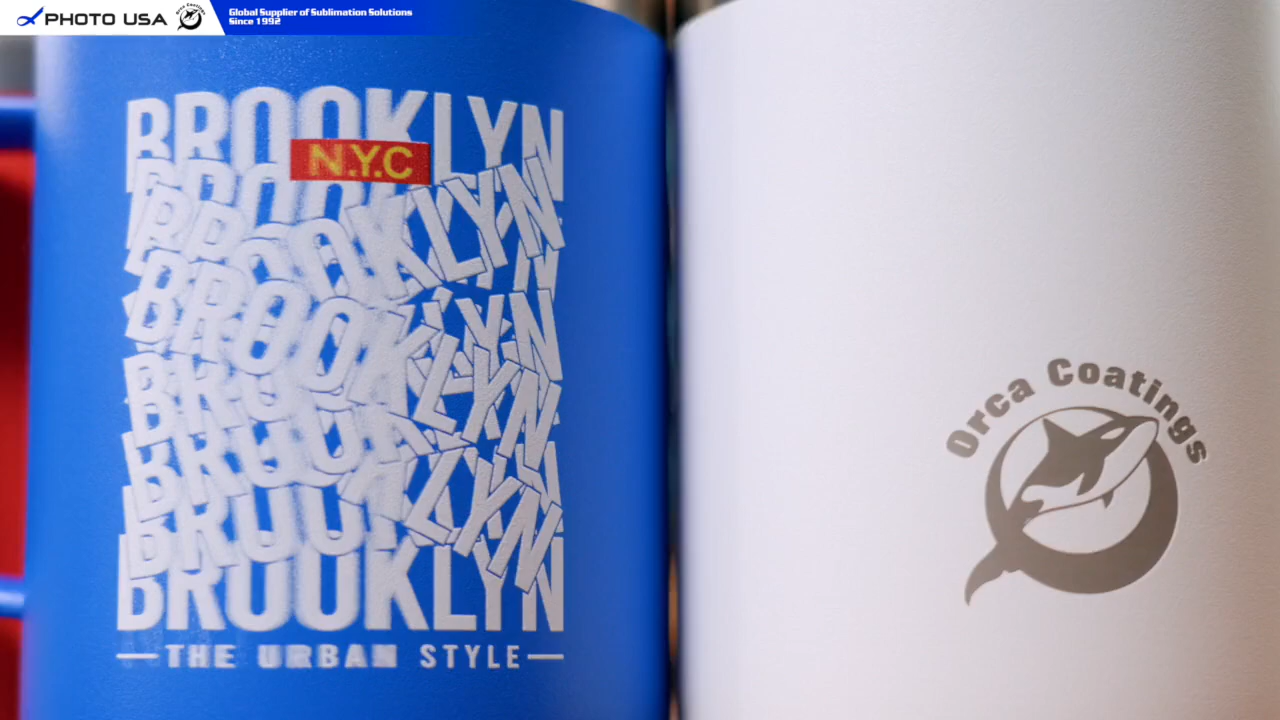 PHOTO USA
Orca Coatings
Global Supplier of Sublimation Solutions
Since 1992
BROOKLYN
N.Y.C
BROOKLYN
BROOKLYN
BROOKLYN
BROOKLYN
BROOKLYN
BROOKLYN
BROOKLYN
THE URBAN STYLE
Orca Coatings